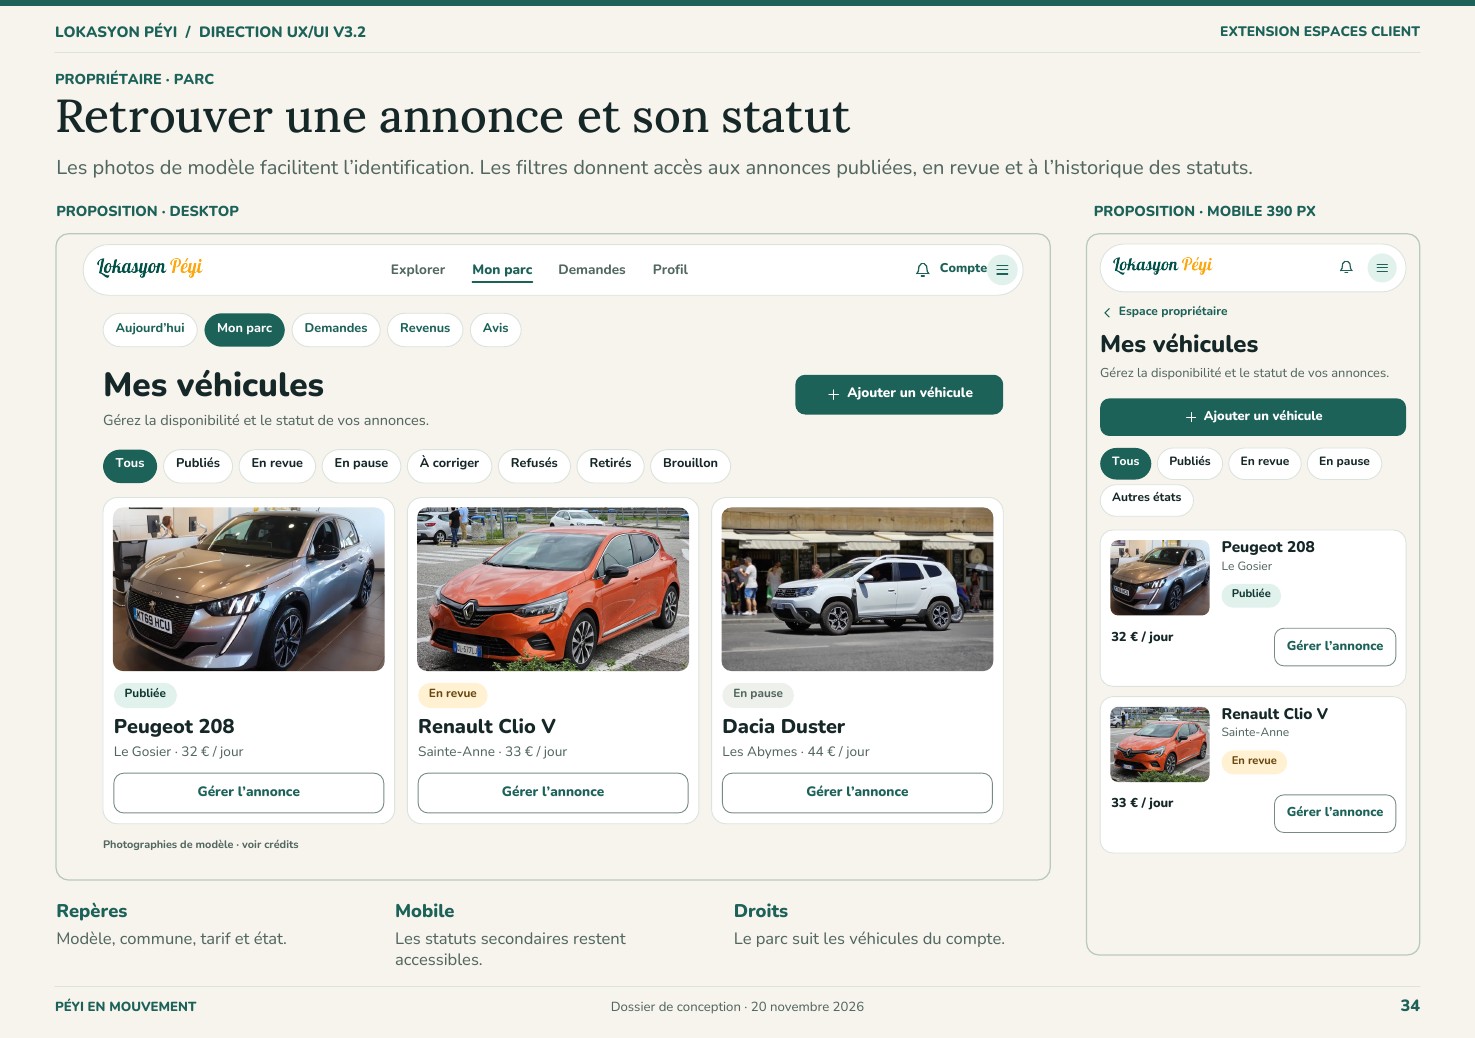 LOKASYON PÉYI / DIRECTION UX/UI V3.2
EXTENSION ESPACES CLIENT
PROPRIÉTAIRE · PARC
Retrouver une annonce et son statut
Les photos de modèle facilitent l’identification. Les filtres donnent accès aux annonces publiées, en revue et à l’historique des statuts.
PROPOSITION · DESKTOP
Lokasyon Péyi
Explorer
Mon parc
Demandes
Profil
Compte
Aujourd’hui
Mon parc
Demandes
Revenus
Avis
Mes véhicules
Gérez la disponibilité et le statut de vos annonces.
Ajouter un véhicule
Tous
Publiés
En revue
En pause
À corriger
Refusés
Retirés
Brouillon
Publiée
Peugeot 208
Le Gosier · 32 € / jour
Gérer l’annonce
En revue
Renault Clio V
Sainte-Anne · 33 € / jour
Gérer l’annonce
En pause
Dacia Duster
Les Abymes · 44 € / jour
Gérer l’annonce
Photographies de modèle · voir crédits
PROPOSITION · MOBILE 390 PX
Lokasyon Péyi
Espace propriétaire
Mes véhicules
Gérez la disponibilité et le statut de vos annonces.
Ajouter un véhicule
Tous
Publiés
En revue
En pause
Autres états
Peugeot 208
Le Gosier
Publiée
32 € / jour
Gérer l’annonce
Renault Clio V
Sainte-Anne
En revue
33 € / jour
Gérer l’annonce
Repères
Modèle, commune, tarif et état.
Mobile
Les statuts secondaires restent
accessibles.
Droits
Le parc suit les véhicules du compte.
PÉYI EN MOUVEMENT
Dossier de conception · 20 novembre 2026
34